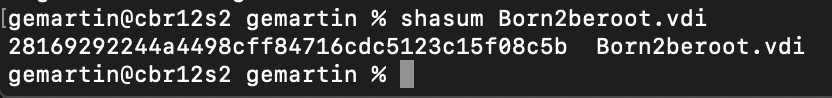 [gemartin@cbr12s2 gemartin % shasum Born2beroot.vdi
28169292244a4498cff84716cdc5123c15f08c5b  Born2beroot.vdi
gemartin@cbr12s2 gemartin %